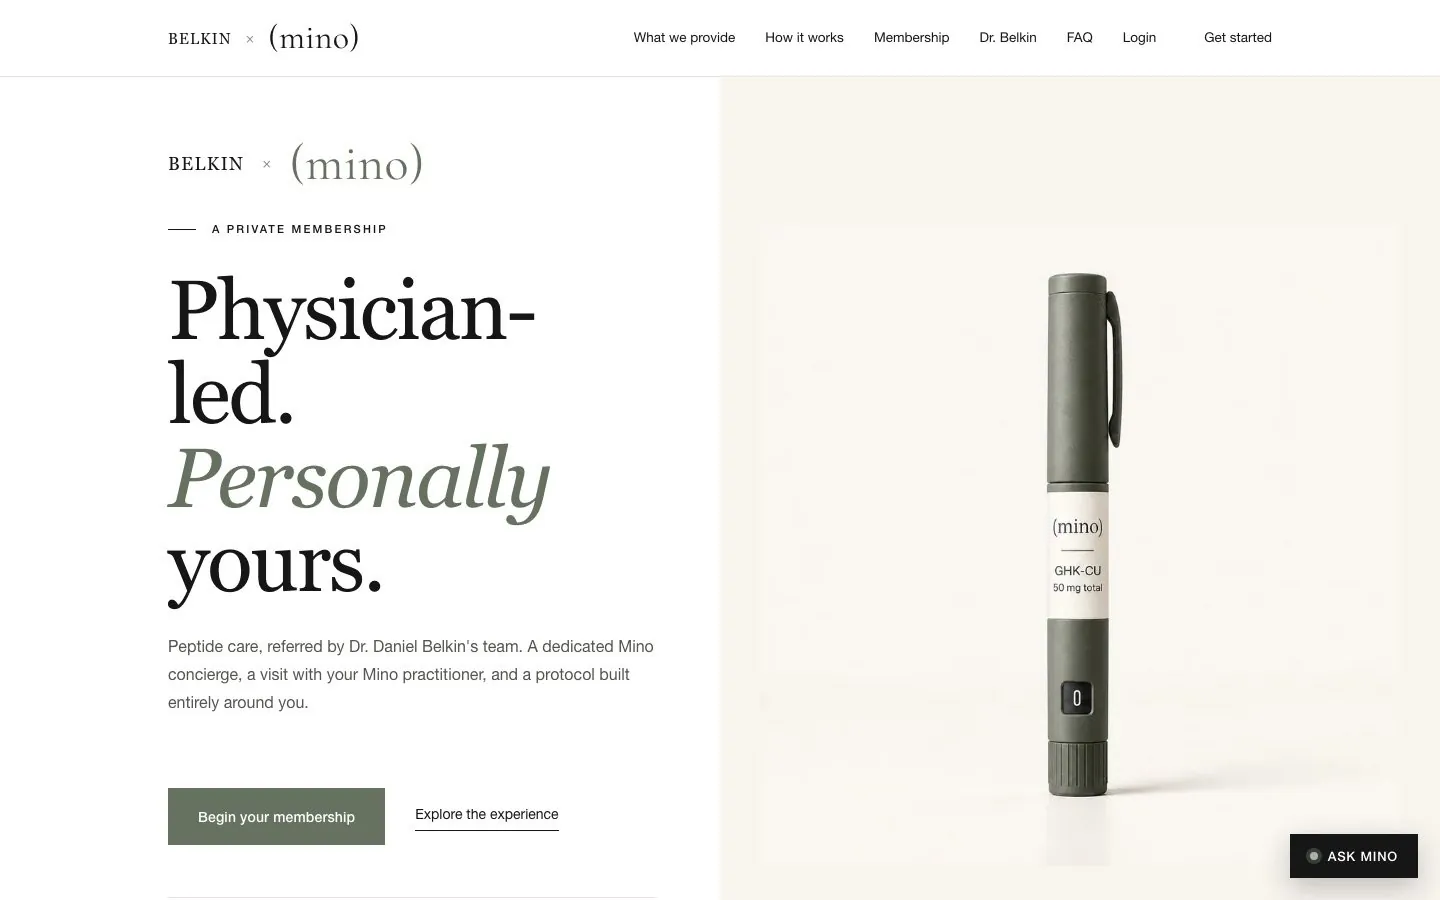 BELKIN × (mino)
What we provide How it works Membership Dr. Belkin FAQ Login Get started
BELKIN × (mino)
A PRIVATE MEMBERSHIP
Physician-
led.
Personally
yours.
Peptide care, referred by Dr. Daniel Belkin's team. A dedicated Mino
concierge, a visit with your Mino practitioner, and a protocol built
entirely around you.
Begin your membership Explore the experience
(mino)
GHK-CU
50 mg total
0
ASK MINO